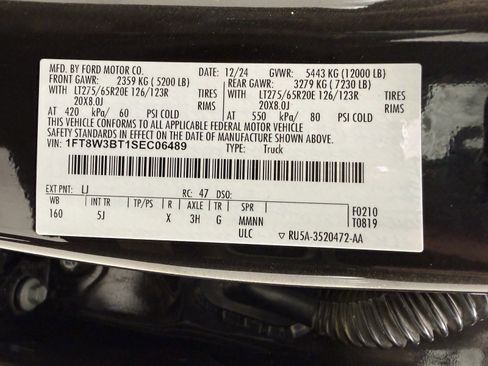 MFD. BY FORD MOTOR CO. 12/24 GVWR: 5443 KG (12000 LB)
FRONT GAWR: 2359 KG (5200 LB) REAR GAWR: 3279 KG (7230 LB)
WITH LT275/65R20E 126/123R TIRES WITH LT275/65R20E 126/123R TIRES
20X8.0J RIMS 20X8.0J RIMS
AT 420 kPa/ 60 PSI COLD AT 550 kPa/ 80 PSI COLD
THIS VEHICLE CONFORMS TO ALL APPLICABLE FEDERAL MOTOR VEHICLE
SAFETY STANDARDS IN EFFECT ON THE DATE OF MANUFACTURE SHOWN ABOVE.
VIN: 1FT8W3BT1SEC06489 TYPE: Truck
EXT PNT: UJ RC: 47 DSO:
WB INT TR TP/PS R AXLE TR SPR F0210
160 5J X 3H G MMNN T0819
ULC ▽ RU5A-3520472-AA